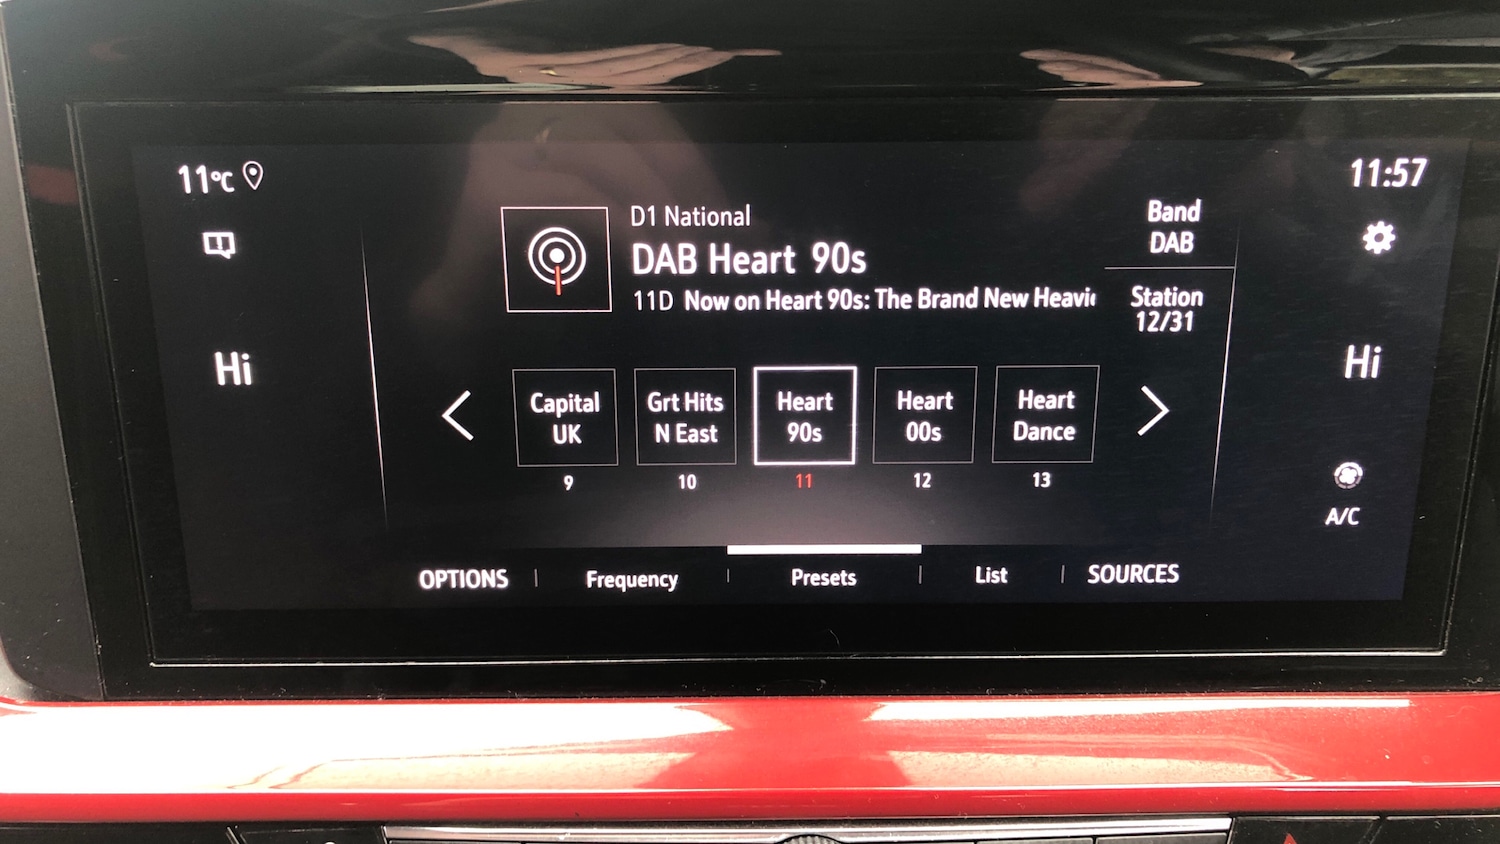 11°C
11:57
D1 National
DAB Heart 90s
11D Now on Heart 90s: The Brand New Heavi
Band
DAB
Station
12/31
Hi
Hi
Capital
UK
9
Grt Hits
N East
10
Heart
90s
11
Heart
00s
12
Heart
Dance
13
A/C
OPTIONS
Frequency
Presets
List
SOURCES